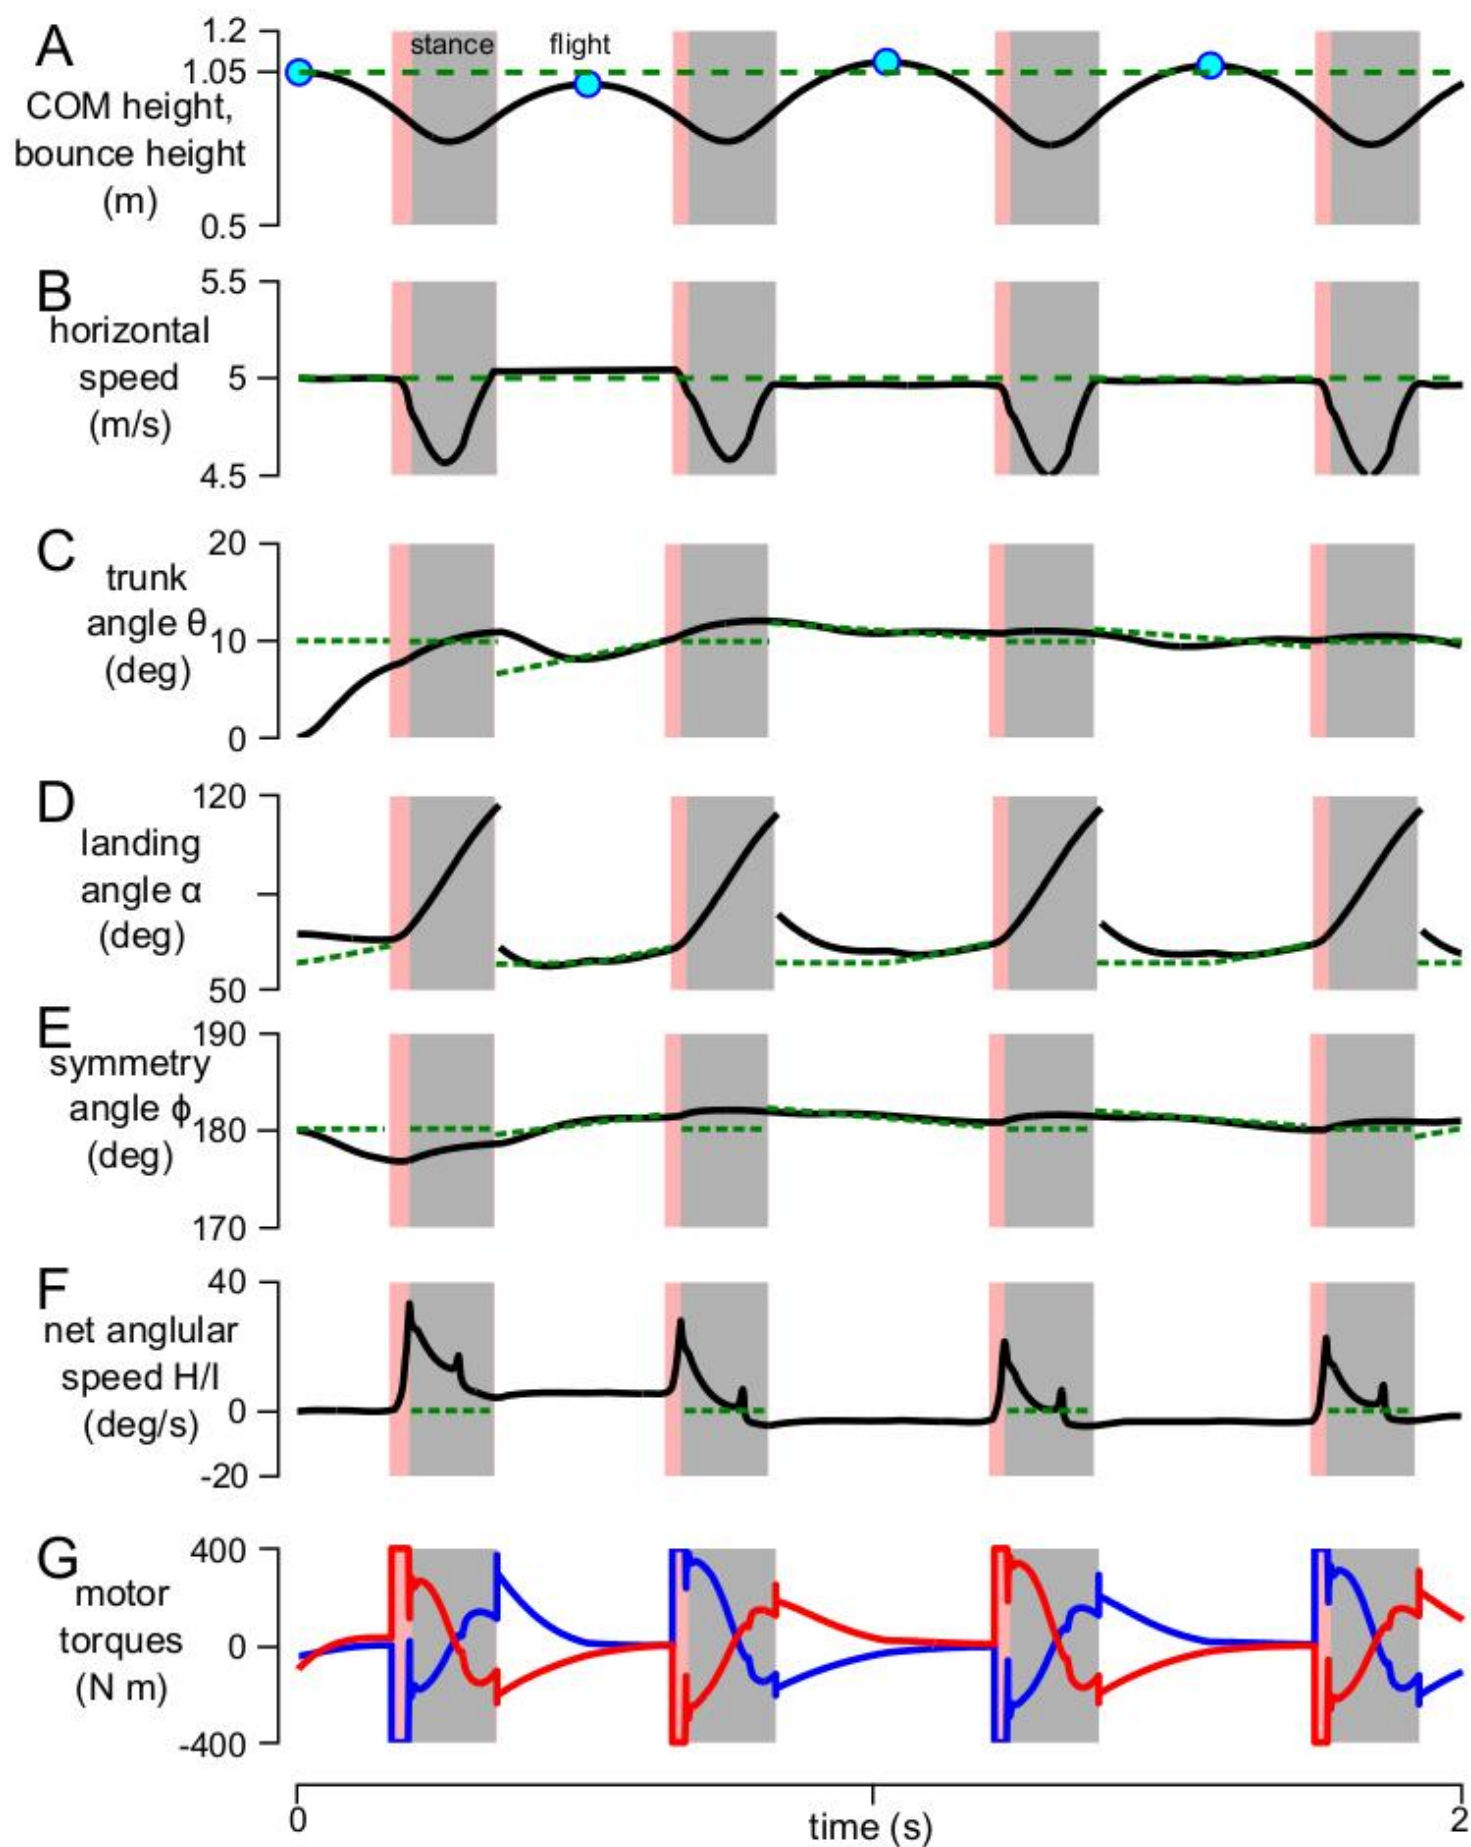 A
1.2
stance
flight
1.05
COM height,
bounce height
(m)
0.5
B
5.5
horizontal
speed
5
(m/s)
4.5
C
20
trunk
angle θ
10
(deg)
0
D
120
landing
angle α
(deg)
50
E
190
symmetry
angle ϕ
180
(deg)
170
F
40
net anglular
speed H/I
(deg/s)
0
-20
G
400
motor
torques
0
(N m)
-400
0
time (s)
2